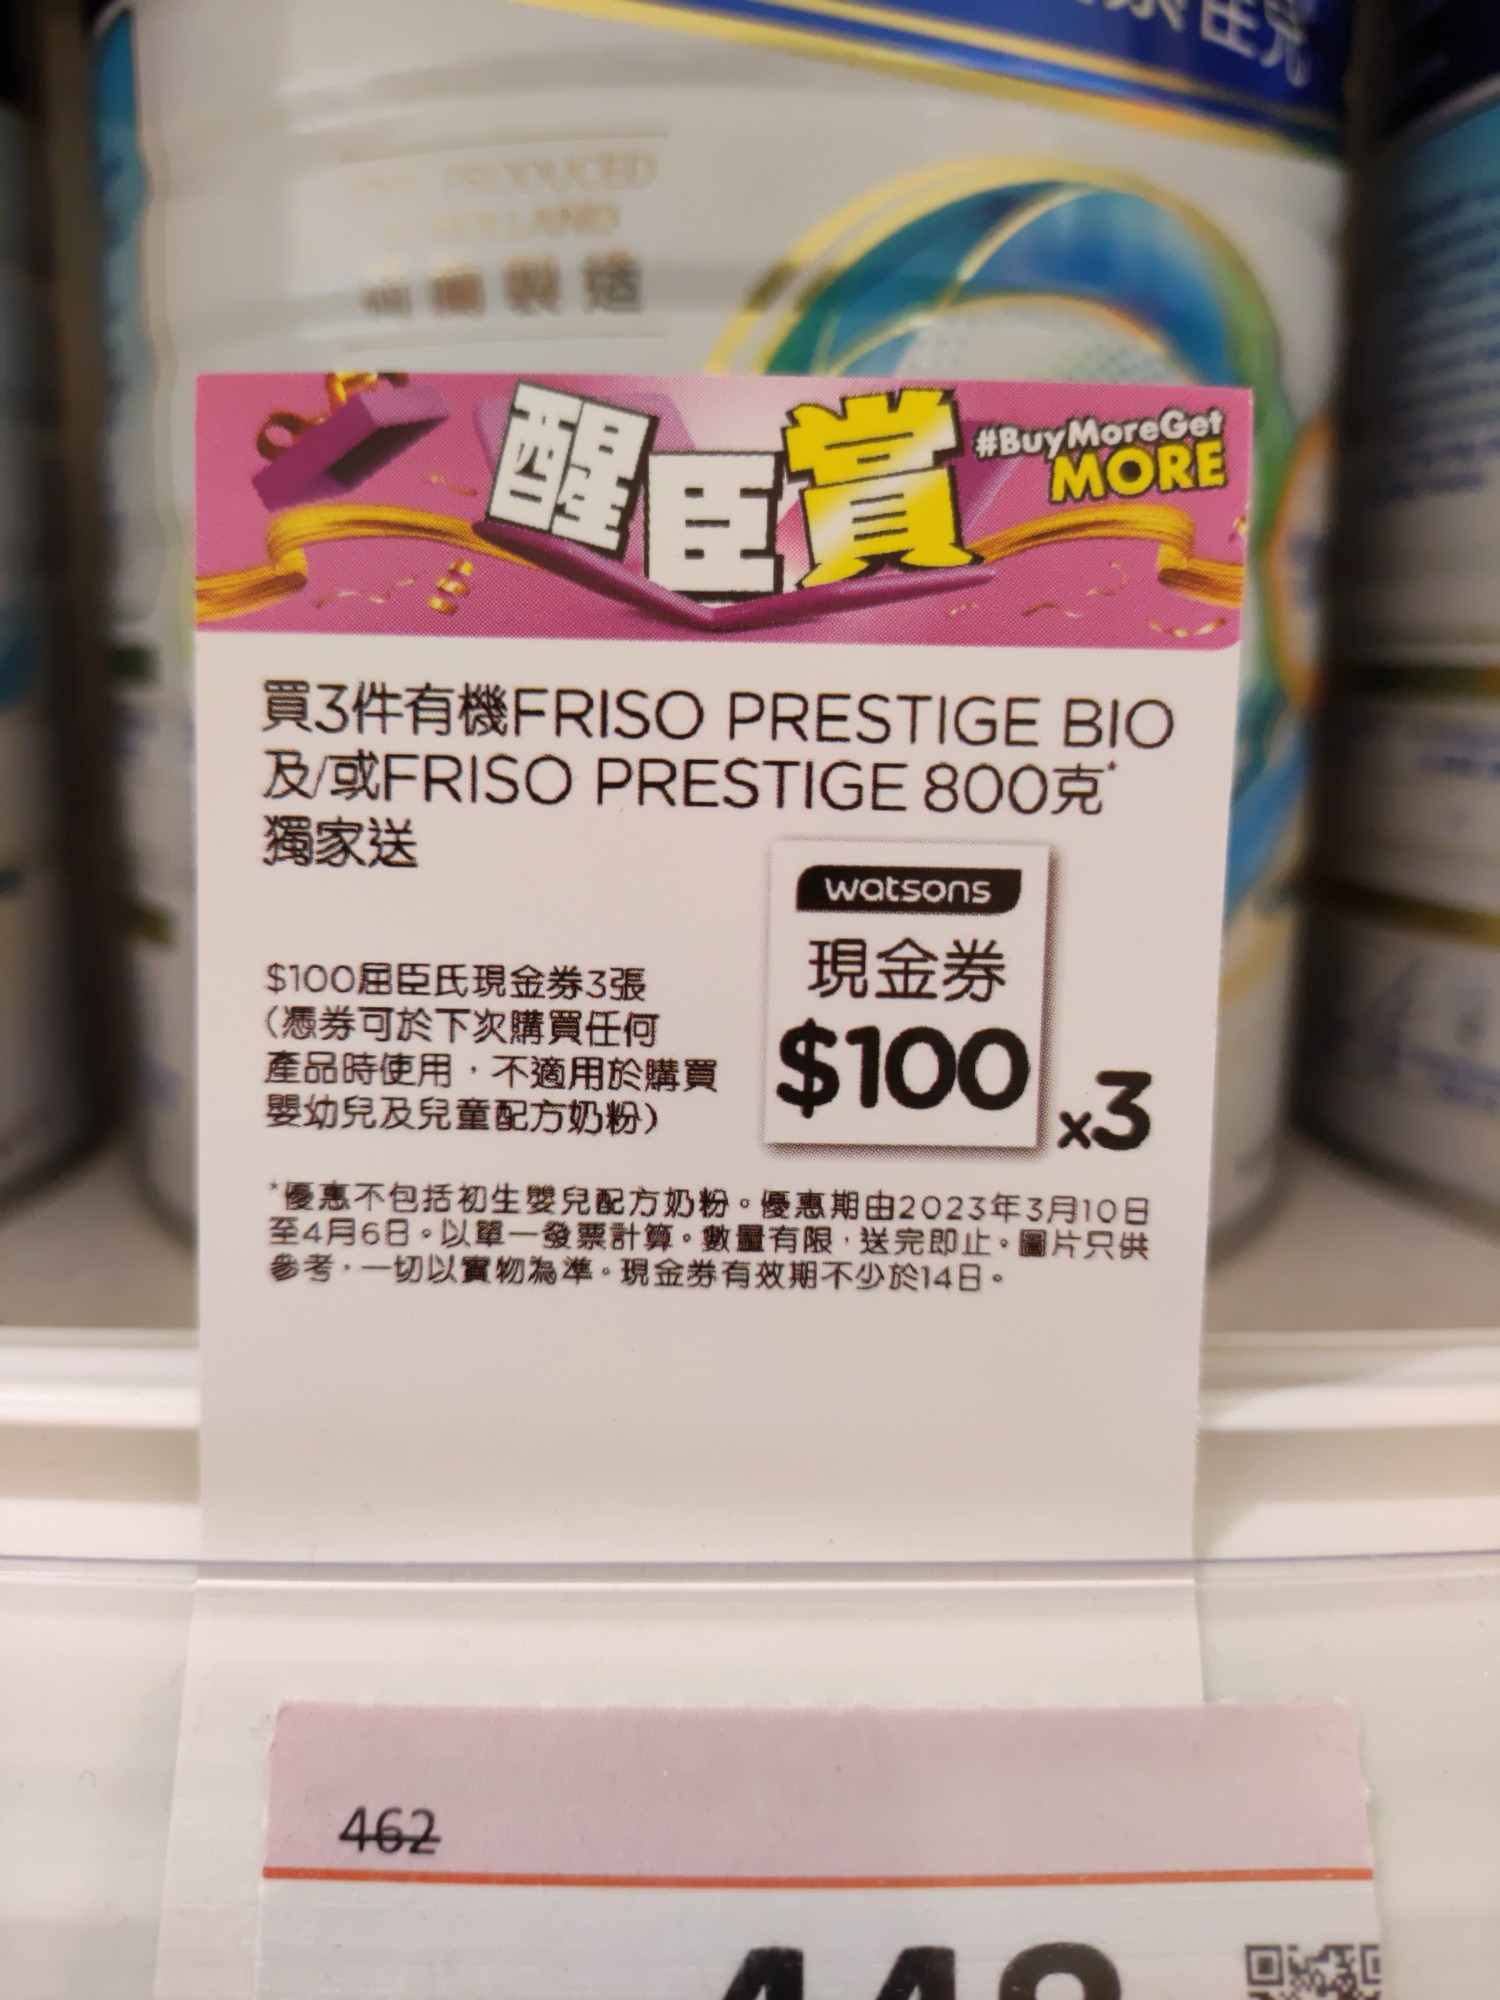 PRODUCED
HOLLAND
製造
醒臣賞
#BuyMoreGet
MORE
買3件有機FRISO PRESTIGE BIO
及/或FRISO PRESTIGE 800克*
獨家送
watsons
現金券
$100
x3
$100屈臣氏現金券3張
(憑券可於下次購買任何
產品時使用，不適用於購買
嬰幼兒及兒童配方奶粉)
*優惠不包括初生嬰兒配方奶粉。優惠期由2023年3月10日
至4月6日。以單一發票計算。數量有限，送完即止。圖片只供
參考，一切以實物為準。現金券有效期不少於14日。
462